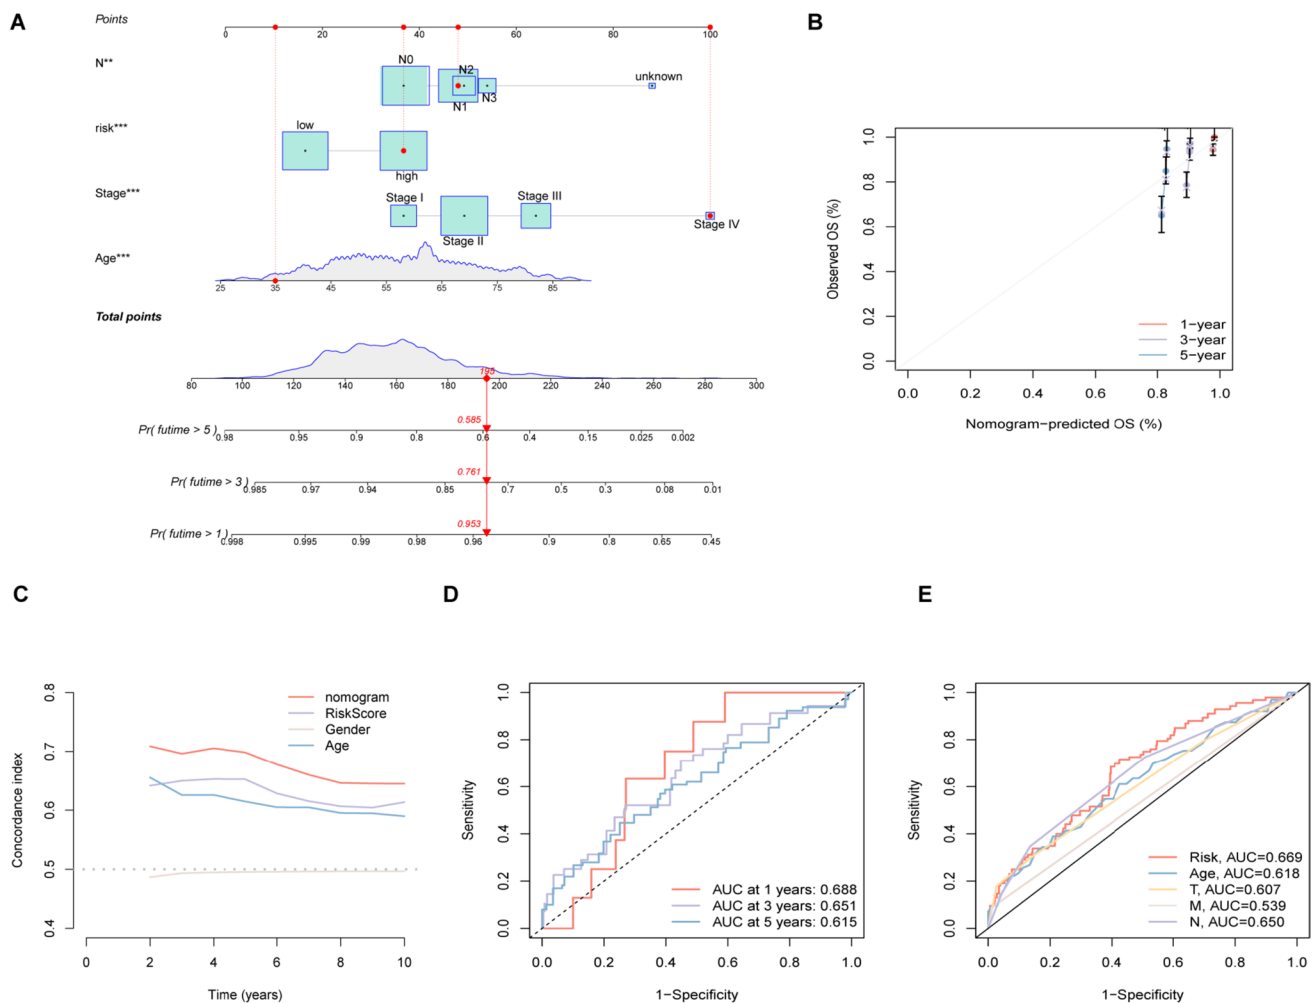 A
Points
0 20 40 60 80 100
N**
N0
N2
N1
N3
unknown
risk***
low
high
Stage***
Stage I
Stage II
Stage III
Stage IV
Age***
25 35 45 55 65 75 85
Total points
195
80 100 120 140 160 180 200 220 240 260 280 300
0.585
Pr( futime > 5 )
0.98 0.95 0.9 0.8 0.6 0.4 0.15 0.025 0.002
0.761
Pr( futime > 3 )
0.985 0.97 0.94 0.85 0.7 0.5 0.3 0.08 0.01
0.953
Pr( futime > 1 )
0.998 0.995 0.99 0.98 0.96 0.9 0.8 0.65 0.45
B
Observed OS (%)
1.0
0.8
0.6
0.4
0.2
0.0
1-year
3-year
5-year
0.0 0.2 0.4 0.6 0.8 1.0
Nomogram-predicted OS (%)
C
Concordance index
0.8
0.7
0.6
0.5
0.4
nomogram
RiskScore
Gender
Age
0 2 4 6 8 10
Time (years)
D
Sensitivity
1.0
0.8
0.6
0.4
0.2
0.0
AUC at 1 years: 0.688
AUC at 3 years: 0.651
AUC at 5 years: 0.615
0.0 0.2 0.4 0.6 0.8 1.0
1-Specificity
E
Sensitivity
1.0
0.8
0.6
0.4
0.2
0.0
Risk, AUC=0.669
Age, AUC=0.618
T, AUC=0.607
M, AUC=0.539
N, AUC=0.650
0.0 0.2 0.4 0.6 0.8 1.0
1-Specificity